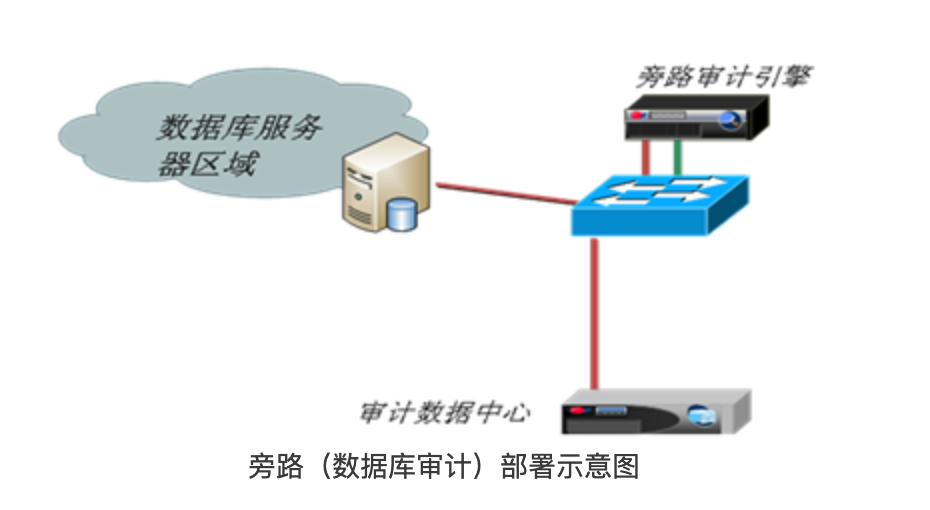 旁路审计引擎
数据库服务
器区域
审计数据中心
旁路（数据库审计）部署示意图